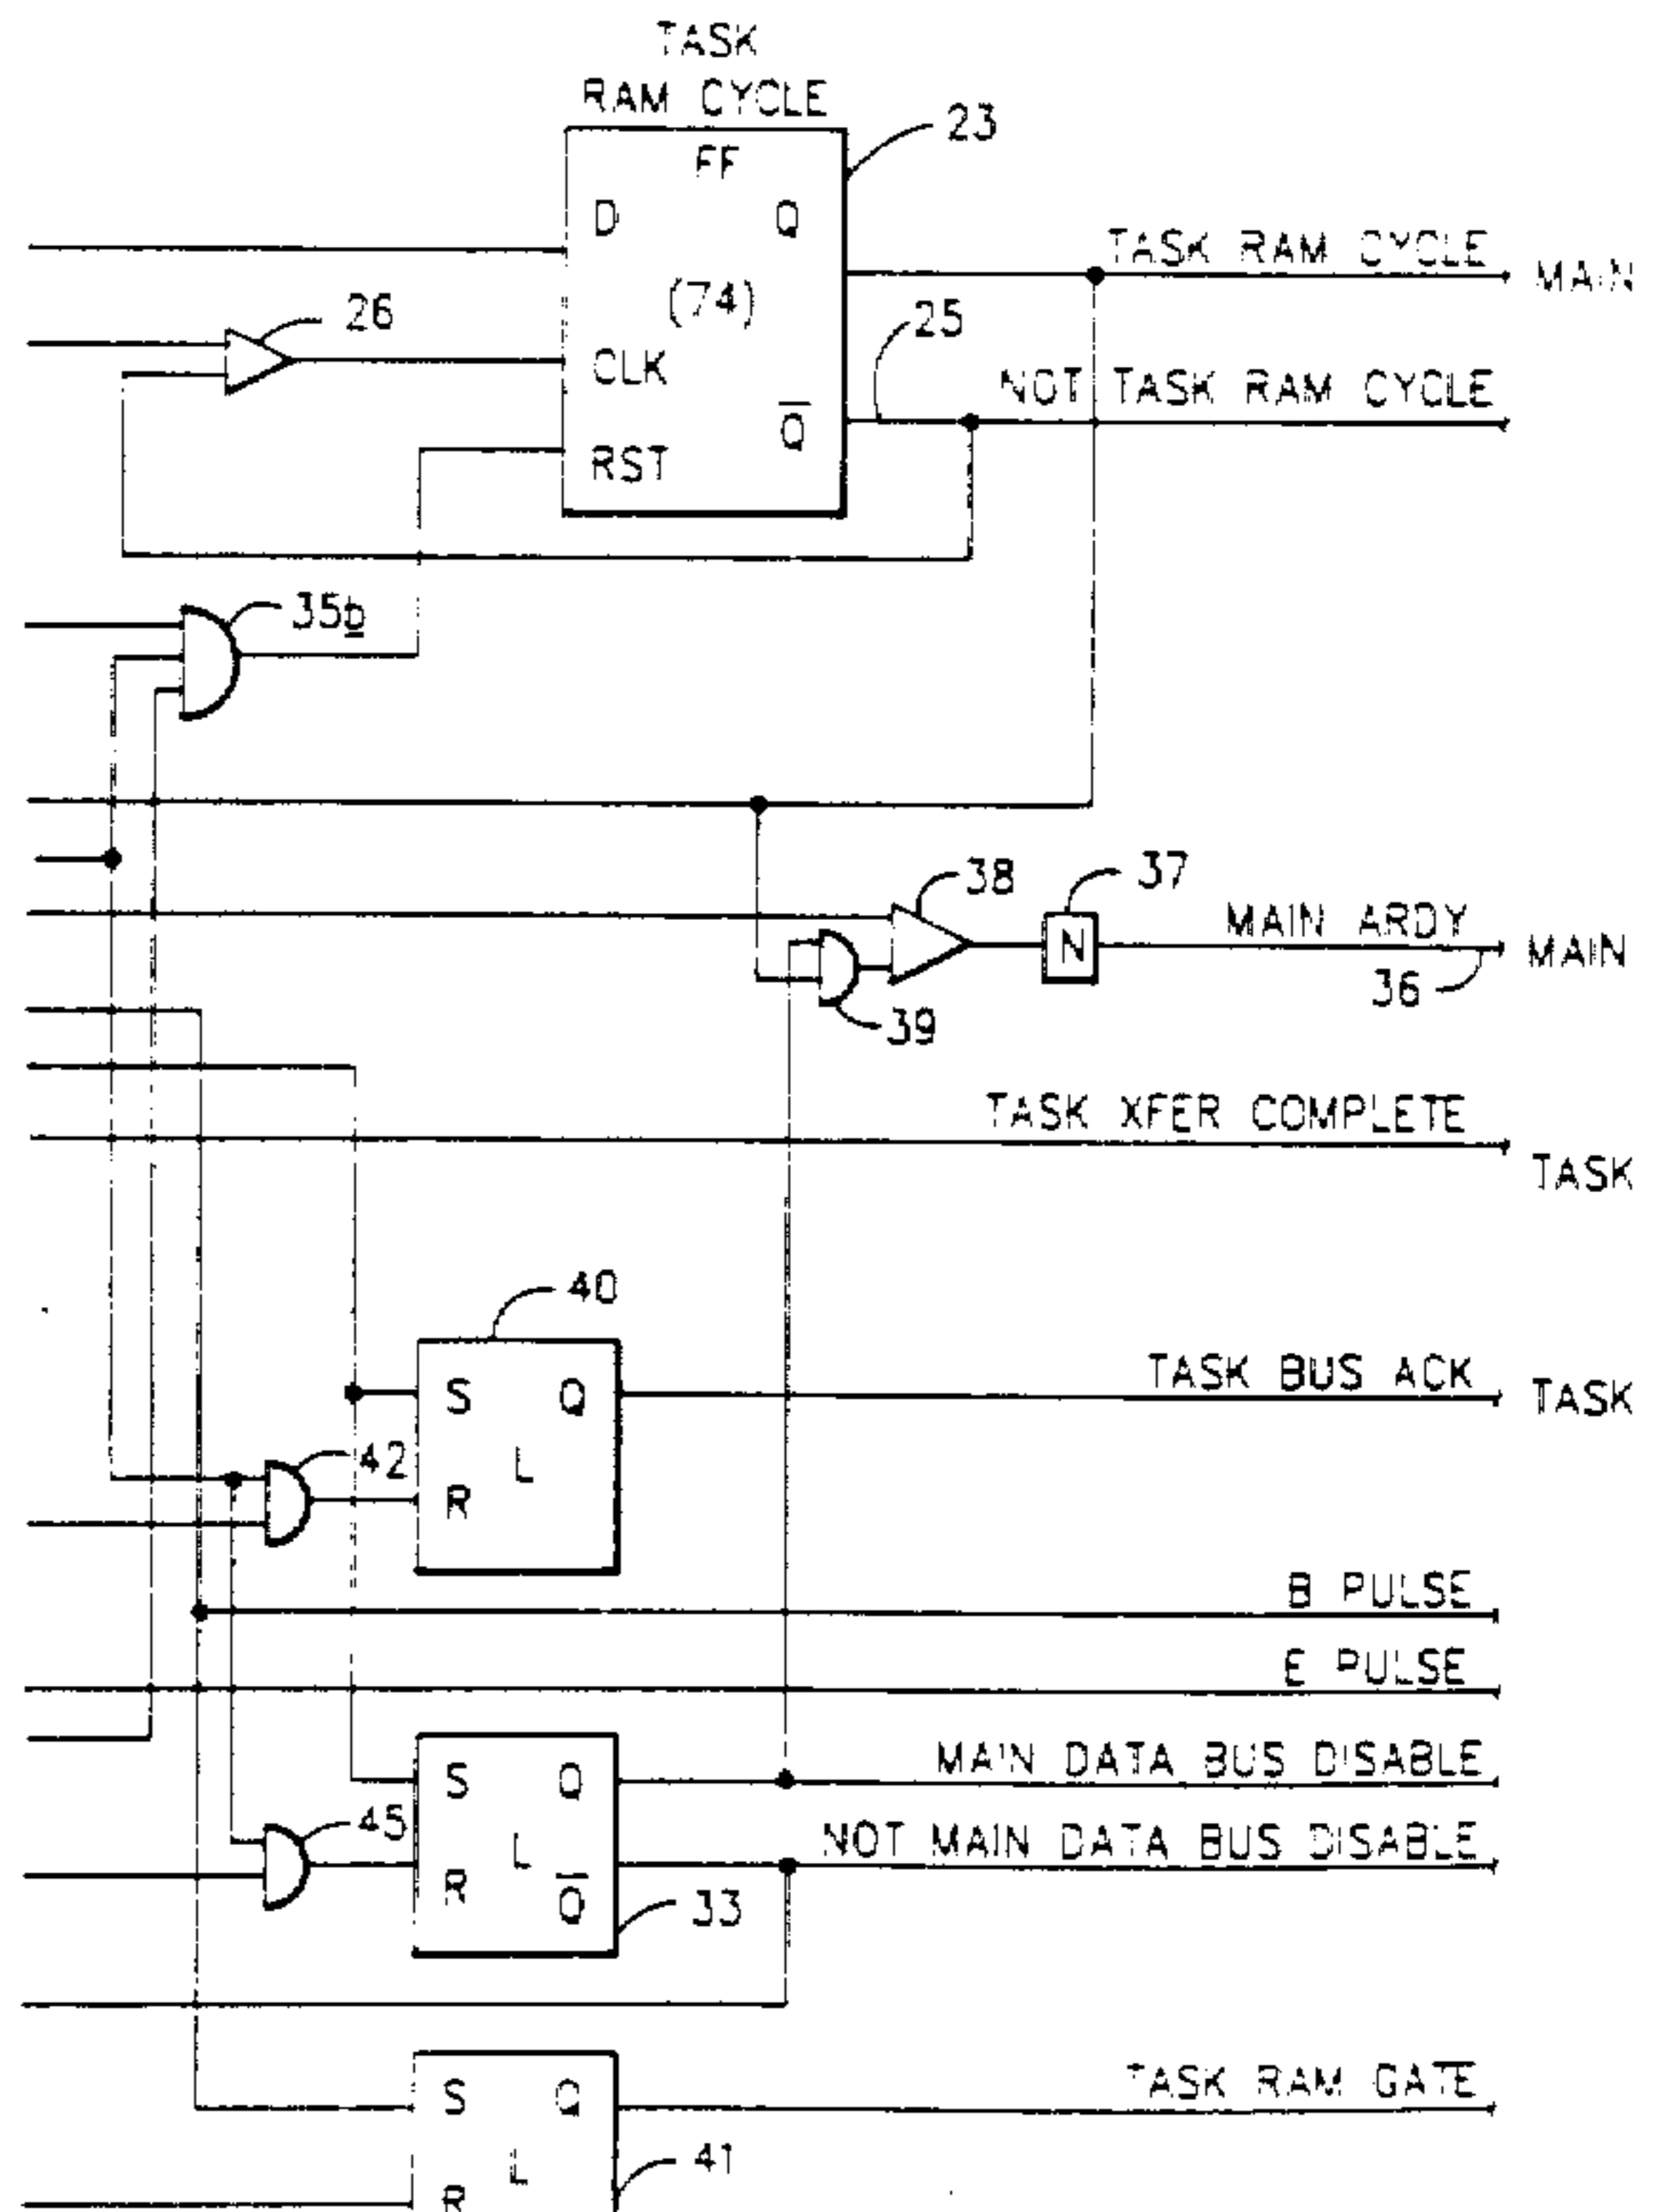 TASK
RAM CYCLE
23
FF
D Q
TASK RAM CYCLE
MAIN
(74)
26
25
CLK
NOT TASK RAM CYCLE
Q
RST
35b
38
37
N
MAIN ARDY
MAIN
36
39
TASK XFER COMPLETE
TASK
40
S Q
TASK BUS ACK
TASK
42
L
R
B PULSE
E PULSE
MAIN DATA BUS DISABLE
S Q
45
NOT MAIN DATA BUS DISABLE
L
R Q
33
TASK RAM GATE
S Q
L
41
R